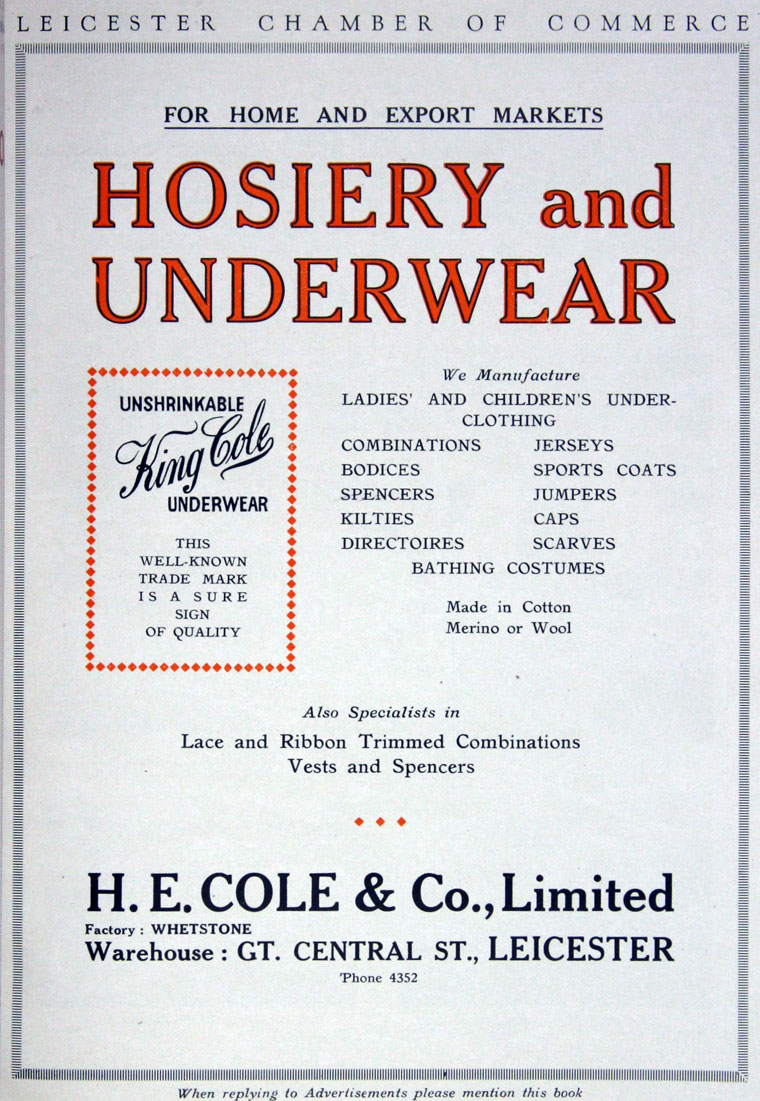 LEICESTER CHAMBER OF COMMERCE
FOR HOME AND EXPORT MARKETS
HOSIERY and
UNDERWEAR
UNSHRINKABLE
King Cole
UNDERWEAR
THIS
WELL-KNOWN
TRADE MARK
IS A SURE
SIGN
OF QUALITY
We Manufacture
LADIES' AND CHILDREN'S UNDER-
CLOTHING
COMBINATIONS JERSEYS
BODICES SPORTS COATS
SPENCERS JUMPERS
KILTIES CAPS
DIRECTOIRES SCARVES
BATHING COSTUMES
Made in Cotton
Merino or Wool
Also Specialists in
Lace and Ribbon Trimmed Combinations
Vests and Spencers
H. E. COLE & Co., Limited
Factory : WHETSTONE
Warehouse : GT. CENTRAL ST., LEICESTER
'Phone 4352
When replying to Advertisements please mention this book